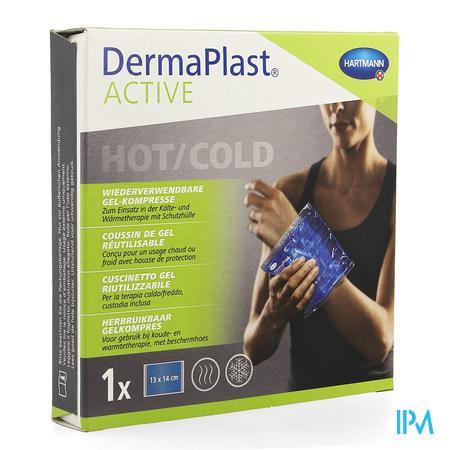 DermaPlast®
ACTIVE
HARTMANN
HOT/COLD
WIEDERVERWENDBARE
GEL-KOMPRESSE
Zum Einsatz in der Kälte- und
Wärmetherapie mit Schutzhülle
COUSSIN DE GEL
RÉUTILISABLE
Conçu pour un usage chaud ou
froid avec housse de protection
CUSCINETTO GEL
RIUTILIZZABILE
Per la terapia caldo/freddo,
custodia inclusa
HERBRUIKBAAR
GELKOMPRES
Voor gebruik bij koude- en
warmtetherapie, met beschermhoes
1x
13 x 14 cm
IPM